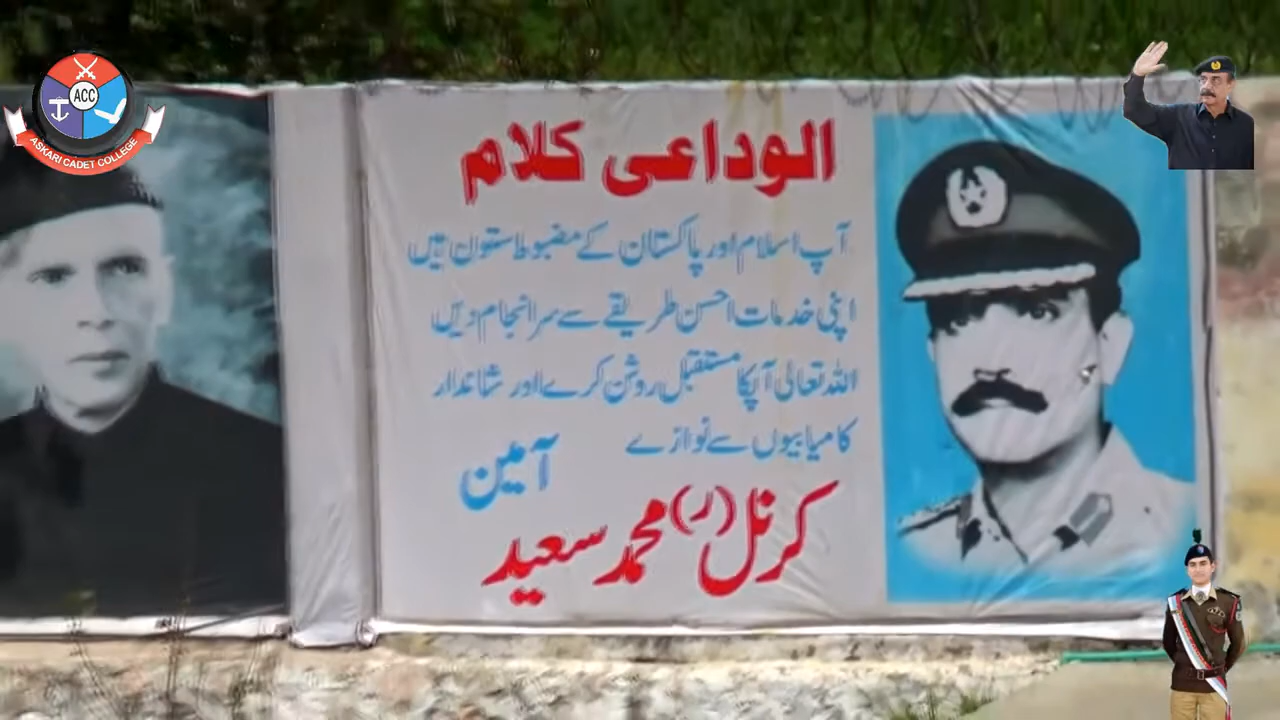 ACC
ASKARI CADET COLLEGE
الوداعی کلام
آپ اسلام اور پاکستان کے مضبوط ستون ہیں
اپنی خدمات احسن طریقے سے سرانجام دیں
اللہ تعالیٰ آپکا مستقبل روشن کرے اور شاندار
کامیابیوں سے نوازے
آمین
کرنل (ر) محمد سعید